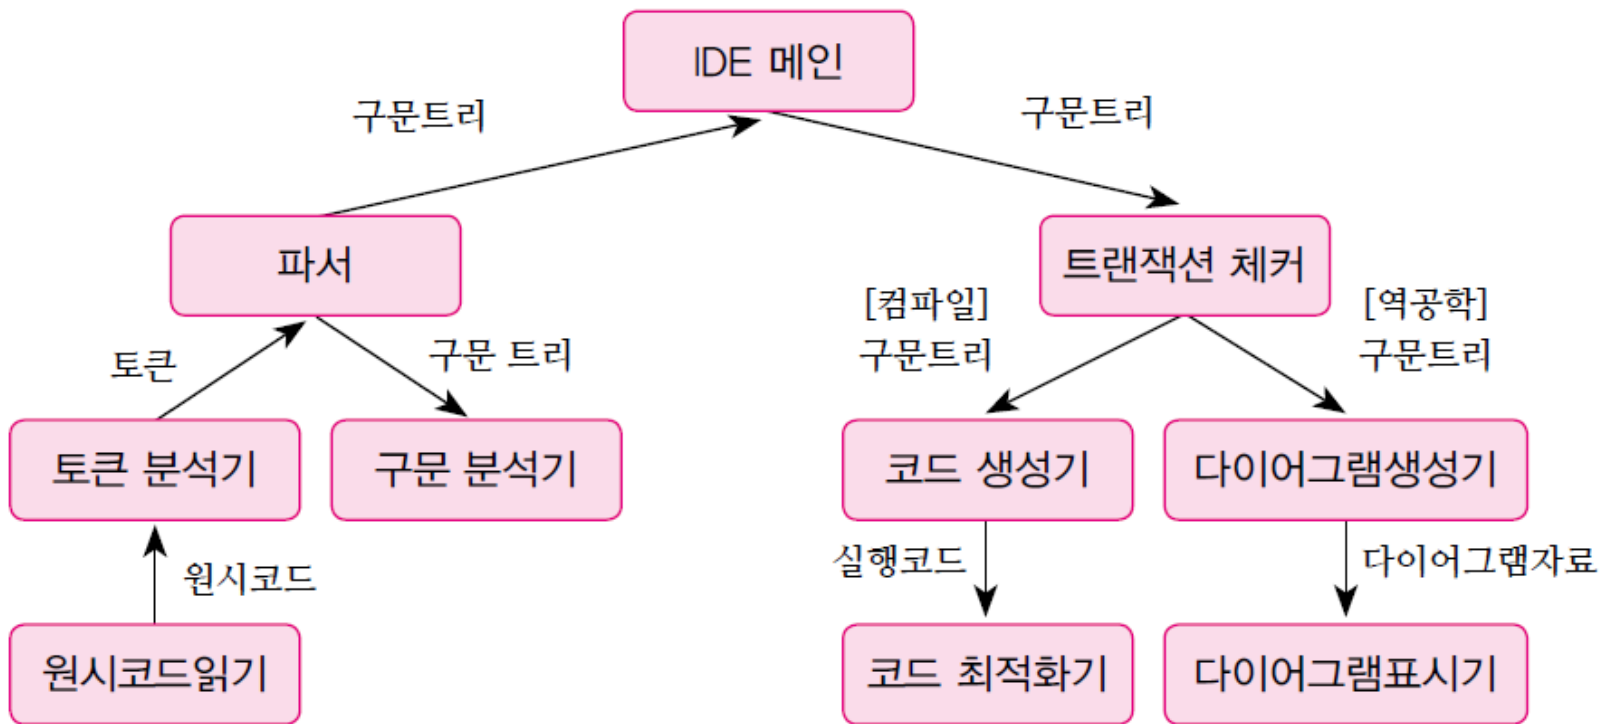 IDE 메인
구문트리
구문트리
파서
트랜잭션 체커
토큰
구문 트리
[컴파일]
구문트리
[역공학]
구문트리
토큰 분석기
구문 분석기
코드 생성기
다이어그램생성기
원시코드
실행코드
다이어그램자료
원시코드읽기
코드 최적화기
다이어그램표시기